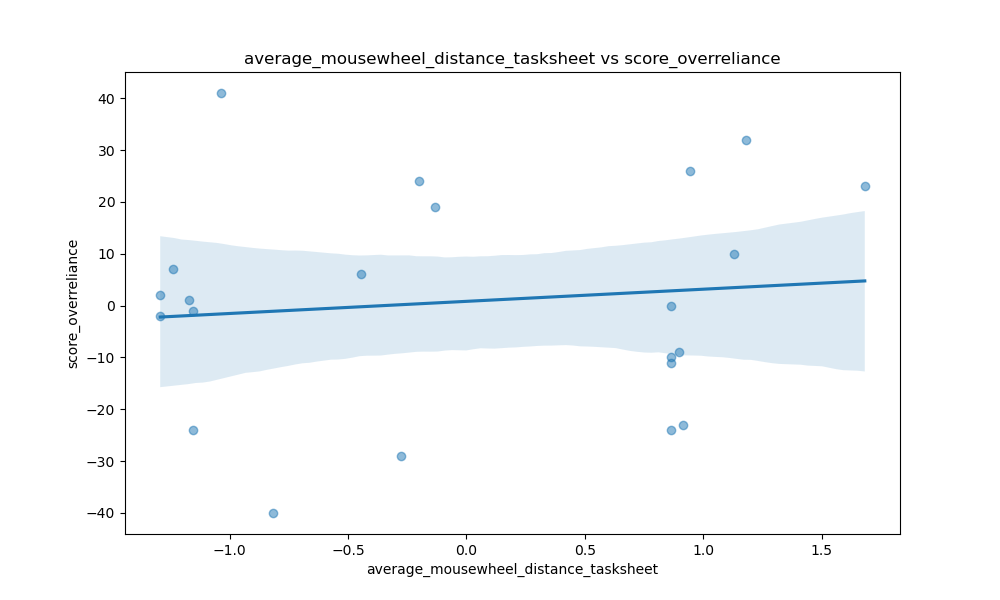 average_mousewheel_distance_tasksheet vs score_overreliance
40
30
20
10
0
−10
−20
−30
−40
score_overreliance
−1.0 −0.5 0.0 0.5 1.0 1.5
average_mousewheel_distance_tasksheet